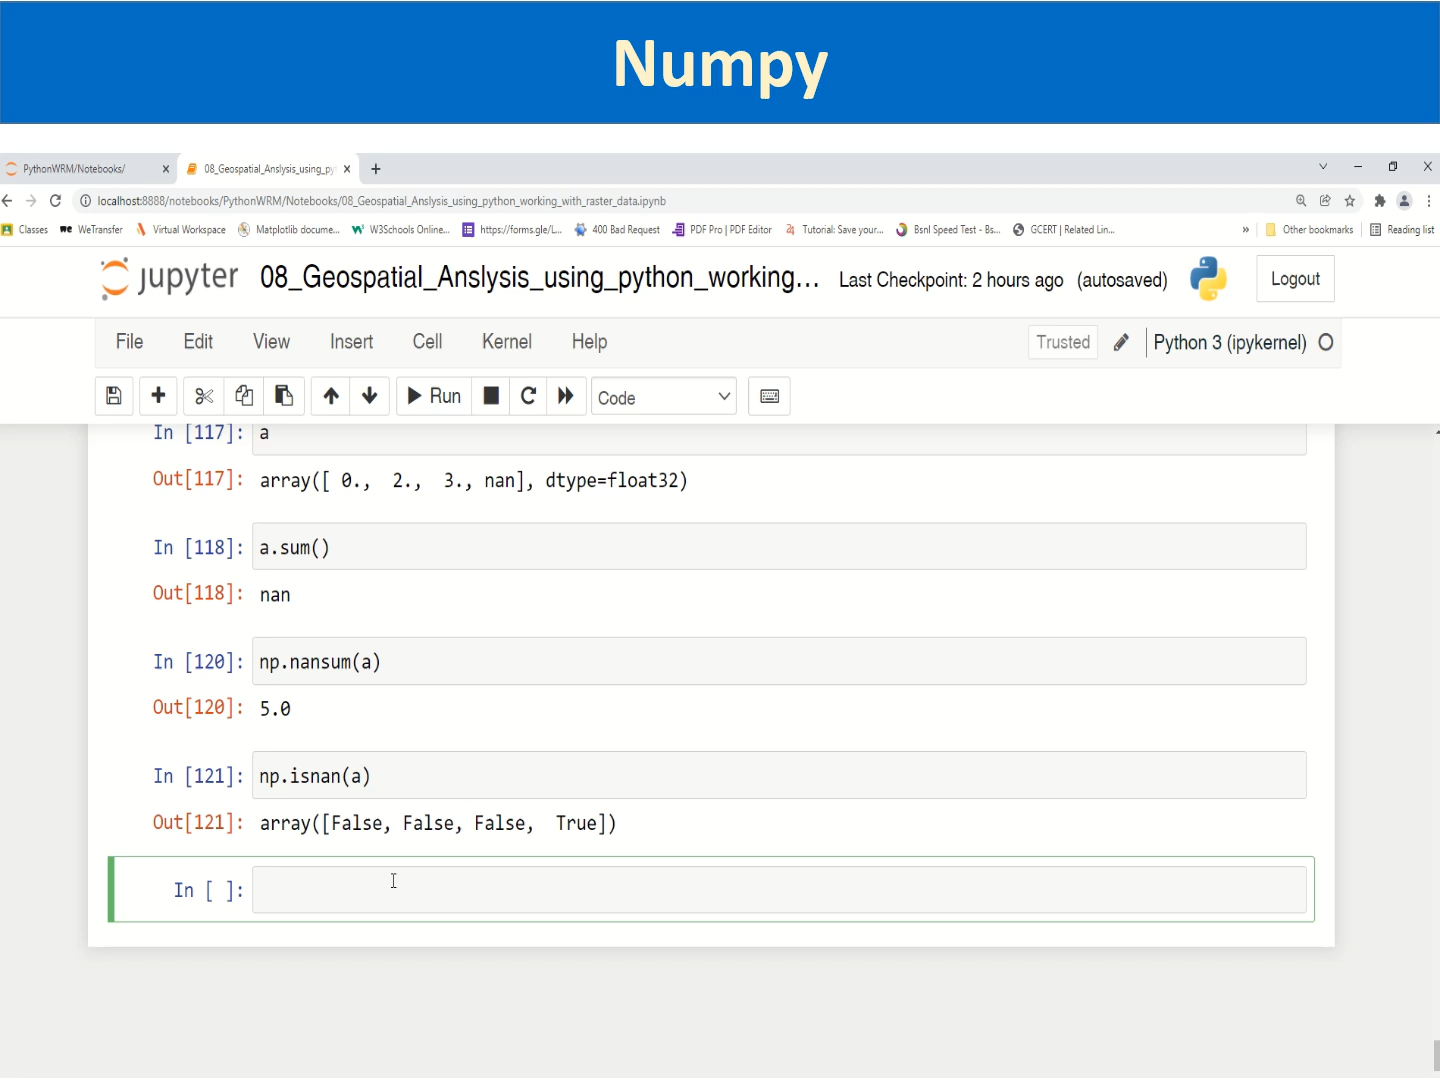 Numpy
PythonWRM/Notebooks/
08_Geospatial_Anslysis_using_py
localhost:8888/notebooks/PythonWRM/Notebooks/08_Geospatial_Anslysis_using_python_working_with_raster_data.ipynb
Classes WeTransfer Virtual Workspace Matplotlib docume... W3Schools Online... https://forms.gle/L... 400 Bad Request PDF Pro | PDF Editor Tutorial: Save your... Bsnl Speed Test - Bs... GCERT | Related Lin... » Other bookmarks Reading list
jupyter 08_Geospatial_Anslysis_using_python_working... Last Checkpoint: 2 hours ago (autosaved) Logout
File Edit View Insert Cell Kernel Help Trusted Python 3 (ipykernel)
Run Code
In [117]: a
Out[117]: array([ 0., 2., 3., nan], dtype=float32)
In [118]: a.sum()
Out[118]: nan
In [120]: np.nansum(a)
Out[120]: 5.0
In [121]: np.isnan(a)
Out[121]: array([False, False, False, True])
In [ ]: